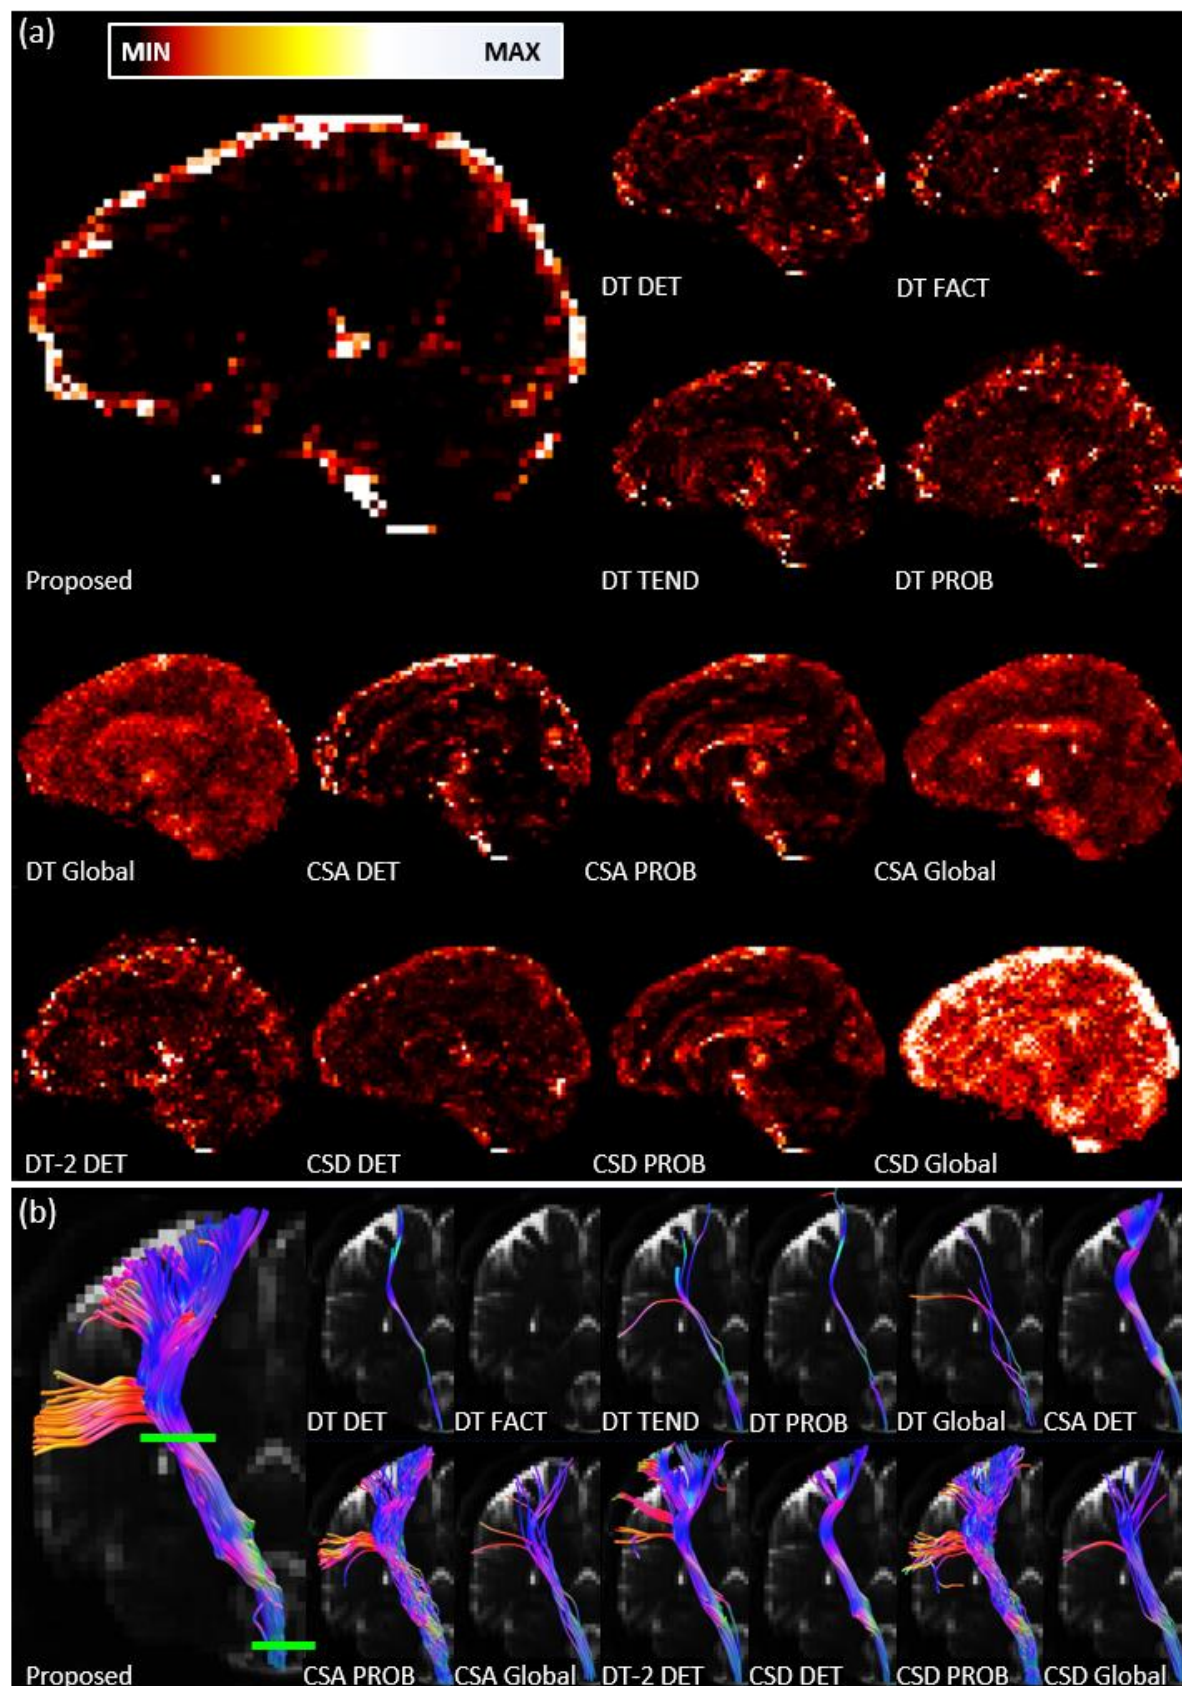 (a)
MIN MAX
DT DET DT FACT
Proposed DT TEND DT PROB
DT Global CSA DET CSA PROB CSA Global
DT-2 DET CSD DET CSD PROB CSD Global
(b)
DT DET DT FACT DT TEND DT PROB DT Global CSA DET
Proposed CSA PROB CSA Global DT-2 DET CSD DET CSD PROB CSD Global